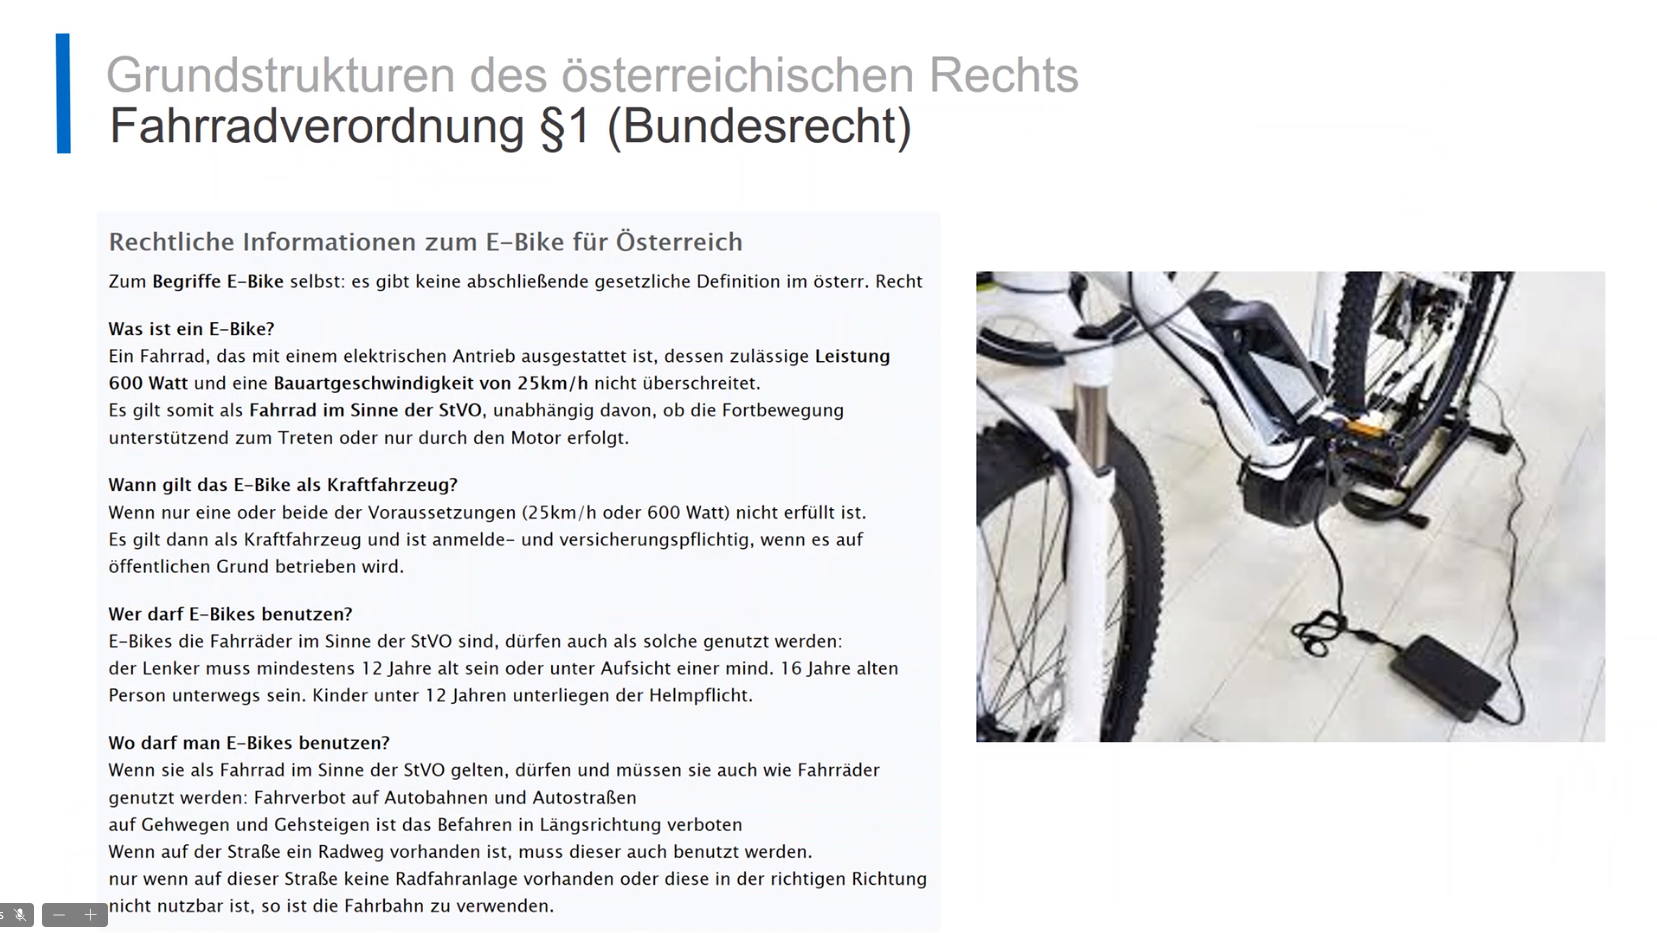 Grundstrukturen des österreichischen Rechts
Fahrradverordnung §1 (Bundesrecht)
Rechtliche Informationen zum E-Bike für Österreich
Zum Begriffe E-Bike selbst: es gibt keine abschließende gesetzliche Definition im österr. Recht
Was ist ein E-Bike?
Ein Fahrrad, das mit einem elektrischen Antrieb ausgestattet ist, dessen zulässige Leistung
600 Watt und eine Bauartgeschwindigkeit von 25km/h nicht überschreitet.
Es gilt somit als Fahrrad im Sinne der StVO, unabhängig davon, ob die Fortbewegung
unterstützend zum Treten oder nur durch den Motor erfolgt.
Wann gilt das E-Bike als Kraftfahrzeug?
Wenn nur eine oder beide der Voraussetzungen (25km/h oder 600 Watt) nicht erfüllt ist.
Es gilt dann als Kraftfahrzeug und ist anmelde- und versicherungspflichtig, wenn es auf
öffentlichen Grund betrieben wird.
Wer darf E-Bikes benutzen?
E-Bikes die Fahrräder im Sinne der StVO sind, dürfen auch als solche genutzt werden:
der Lenker muss mindestens 12 Jahre alt sein oder unter Aufsicht einer mind. 16 Jahre alten
Person unterwegs sein. Kinder unter 12 Jahren unterliegen der Helmpflicht.
Wo darf man E-Bikes benutzen?
Wenn sie als Fahrrad im Sinne der StVO gelten, dürfen und müssen sie auch wie Fahrräder
genutzt werden: Fahrverbot auf Autobahnen und Autostraßen
auf Gehwegen und Gehsteigen ist das Befahren in Längsrichtung verboten
Wenn auf der Straße ein Radweg vorhanden ist, muss dieser auch benutzt werden.
nur wenn auf dieser Straße keine Radfahranlage vorhanden oder diese in der richtigen Richtung
nicht nutzbar ist, so ist die Fahrbahn zu verwenden.